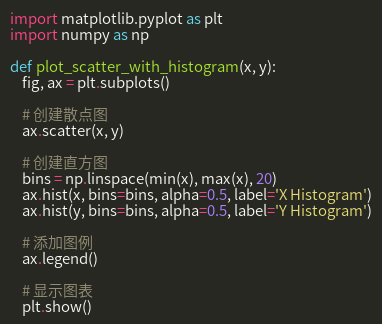 import matplotlib.pyplot as plt
import numpy as np
def plot_scatter_with_histogram(x, y):
fig, ax = plt.subplots()
# 创建散点图
ax.scatter(x, y)
# 创建直方图
bins = np.linspace(min(x), max(x), 20)
ax.hist(x, bins=bins, alpha=0.5, label='X Histogram')
ax.hist(y, bins=bins, alpha=0.5, label='Y Histogram')
# 添加图例
ax.legend()
# 显示图表
plt.show()